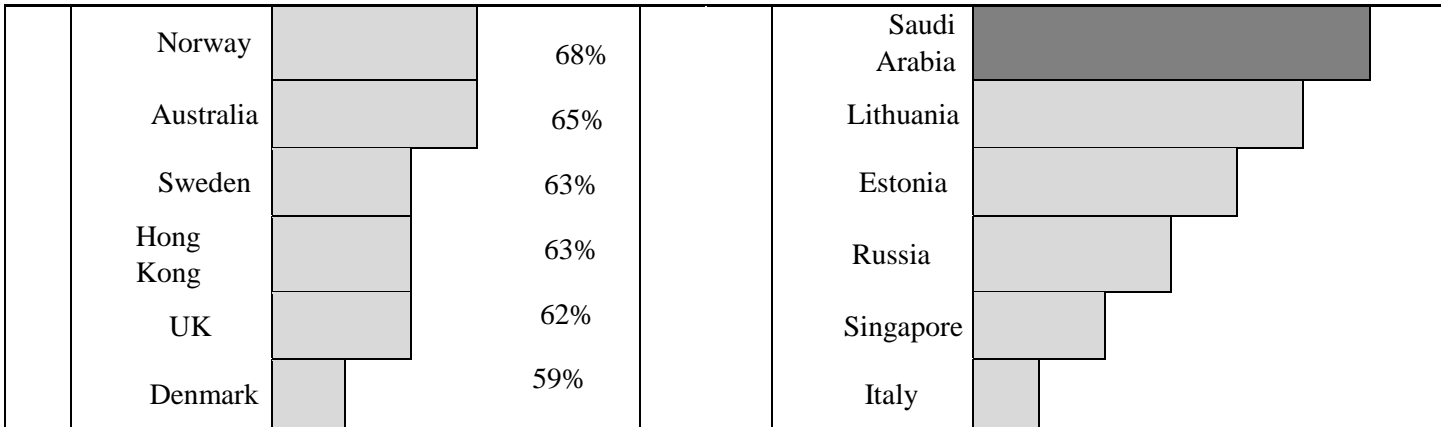 Norway
68%
Australia
65%
Sweden
63%
Hong
Kong
63%
UK
62%
Denmark
59%
Saudi
Arabia
Lithuania
Estonia
Russia
Singapore
Italy